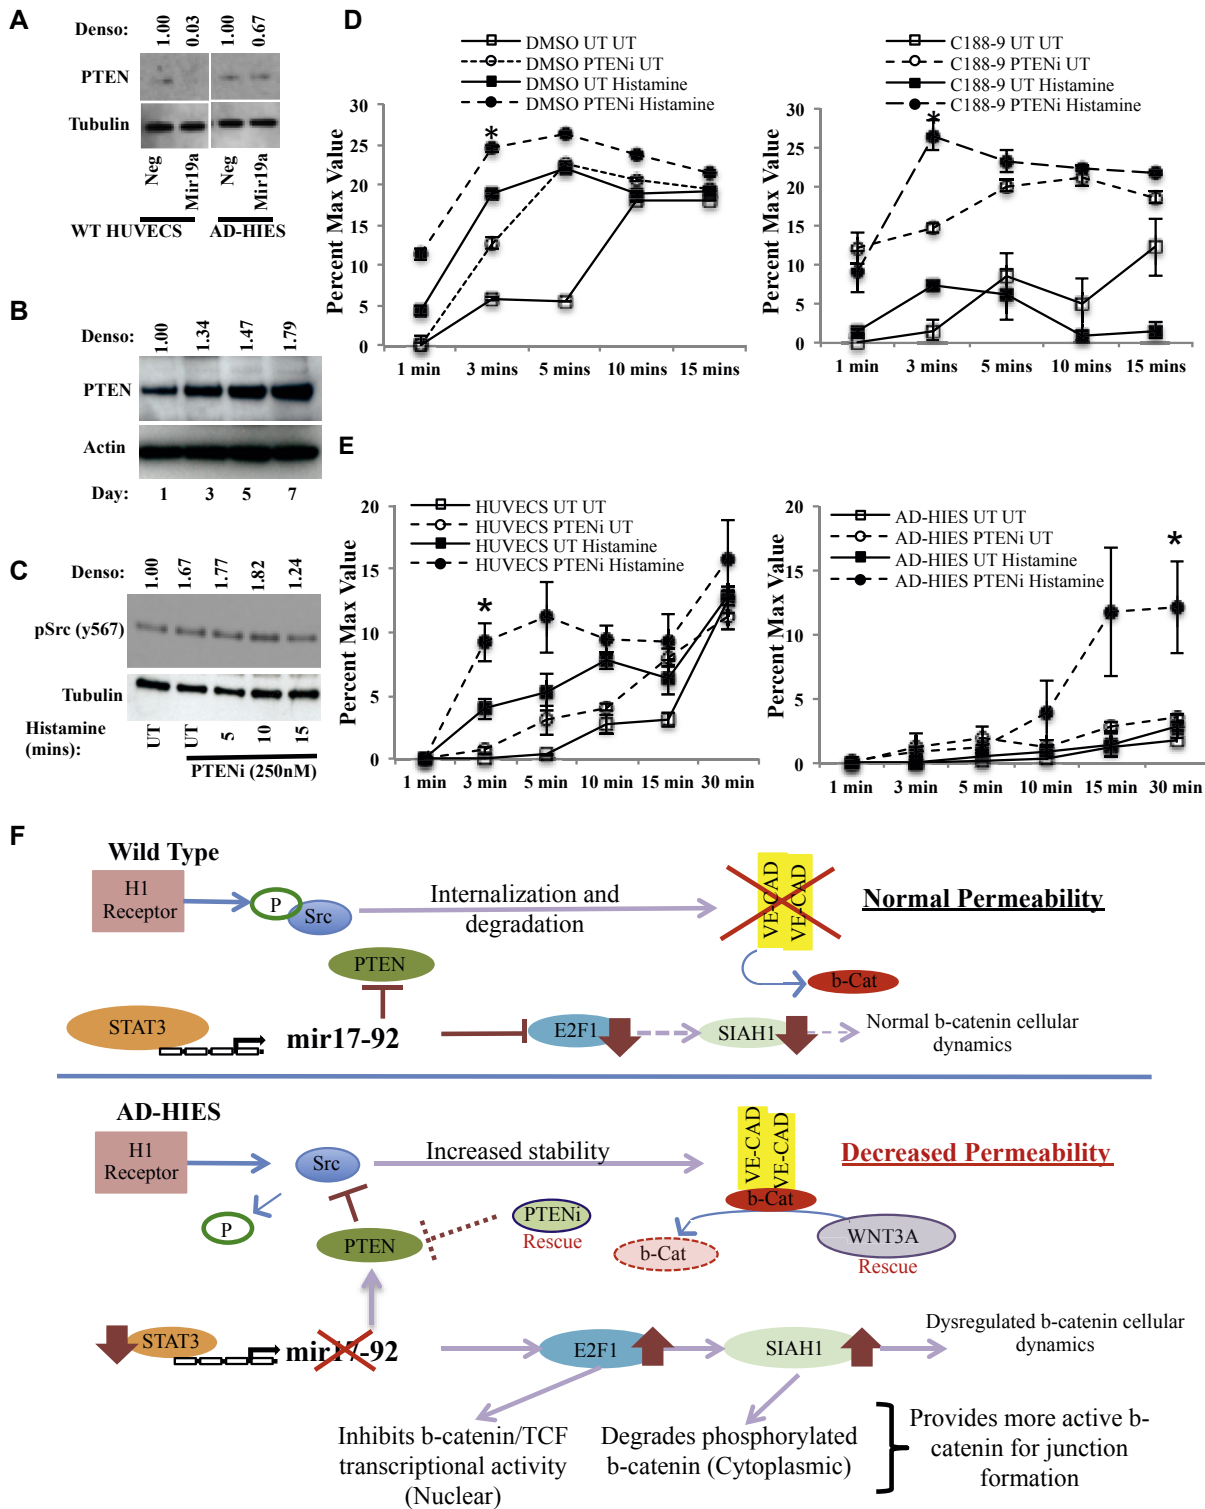 A
Denso:
1.00
0.03
1.00
0.67
PTEN
Tubulin
Neg
Mir19a
Neg
Mir19a
WT HUVECS
AD-HIES
B
Denso:
1.00
1.34
1.47
1.79
PTEN
Actin
Day:
1
3
5
7
C
Denso:
1.00
1.67
1.77
1.82
1.24
pSrc (y567)
Tubulin
Histamine
(mins):
UT
UT
5
10
15
PTENi (250nM)
D
DMSO UT UT
DMSO PTENi UT
DMSO UT Histamine
DMSO PTENi Histamine
Percent Max Value
30
25
20
15
10
5
0
*
1 min
3 mins
5 mins
10 mins
15 mins
C188-9 UT UT
C188-9 PTENi UT
C188-9 UT Histamine
C188-9 PTENi Histamine
Percent Max Value
30
25
20
15
10
5
0
*
1 min
3 mins
5 mins
10 mins
15 mins
E
HUVECS UT UT
HUVECS PTENi UT
HUVECS UT Histamine
HUVECS PTENi Histamine
Percent Max Value
20
15
10
5
0
*
1 min
3 min
5 min
10 min
15 min
30 min
AD-HIES UT UT
AD-HIES PTENi UT
AD-HIES UT Histamine
AD-HIES PTENi Histamine
Percent Max Value
20
15
10
5
0
*
1 min
3 min
5 min
10 min
15 min
30 min
F
Wild Type
H1
Receptor
P
Src
Internalization and
degradation
VE-CAD
VE-CAD
Normal Permeability
PTEN
b-Cat
STAT3
mir17-92
E2F1
SIAH1
Normal b-catenin cellular
dynamics
AD-HIES
H1
Receptor
Src
Increased stability
VE-CAD
VE-CAD
Decreased Permeability
b-Cat
P
PTEN
PTENi
Rescue
b-Cat
WNT3A
Rescue
STAT3
mir17-92
E2F1
SIAH1
Dysregulated b-catenin cellular
dynamics
Inhibits b-catenin/TCF
transcriptional activity
(Nuclear)
Degrades phosphorylated
b-catenin (Cytoplasmic)
Provides more active b-
catenin for junction
formation